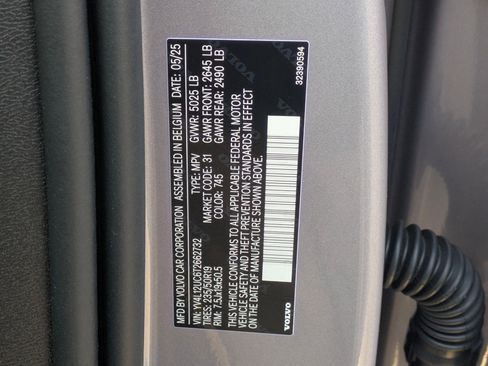 MFD BY VOLVO CAR CORPORATION ASSEMBLED IN BELGIUM DATE: 05/25
GVWR: 5025 LB
GAWR FRONT: 2645 LB
GAWR REAR: 2490 LB
VIN: YV4L12UC6T2662732 TYPE: MPV
TIRES: 235/50R19 MARKET CODE: 31
RIM: 7.5Jx19x50.5 COLOR: 745
THIS VEHICLE CONFORMS TO ALL APPLICABLE FEDERAL MOTOR
VEHICLE SAFETY AND THEFT PREVENTION STANDARDS IN EFFECT
ON THE DATE OF MANUFACTURE SHOWN ABOVE.
32390594
VOLVO